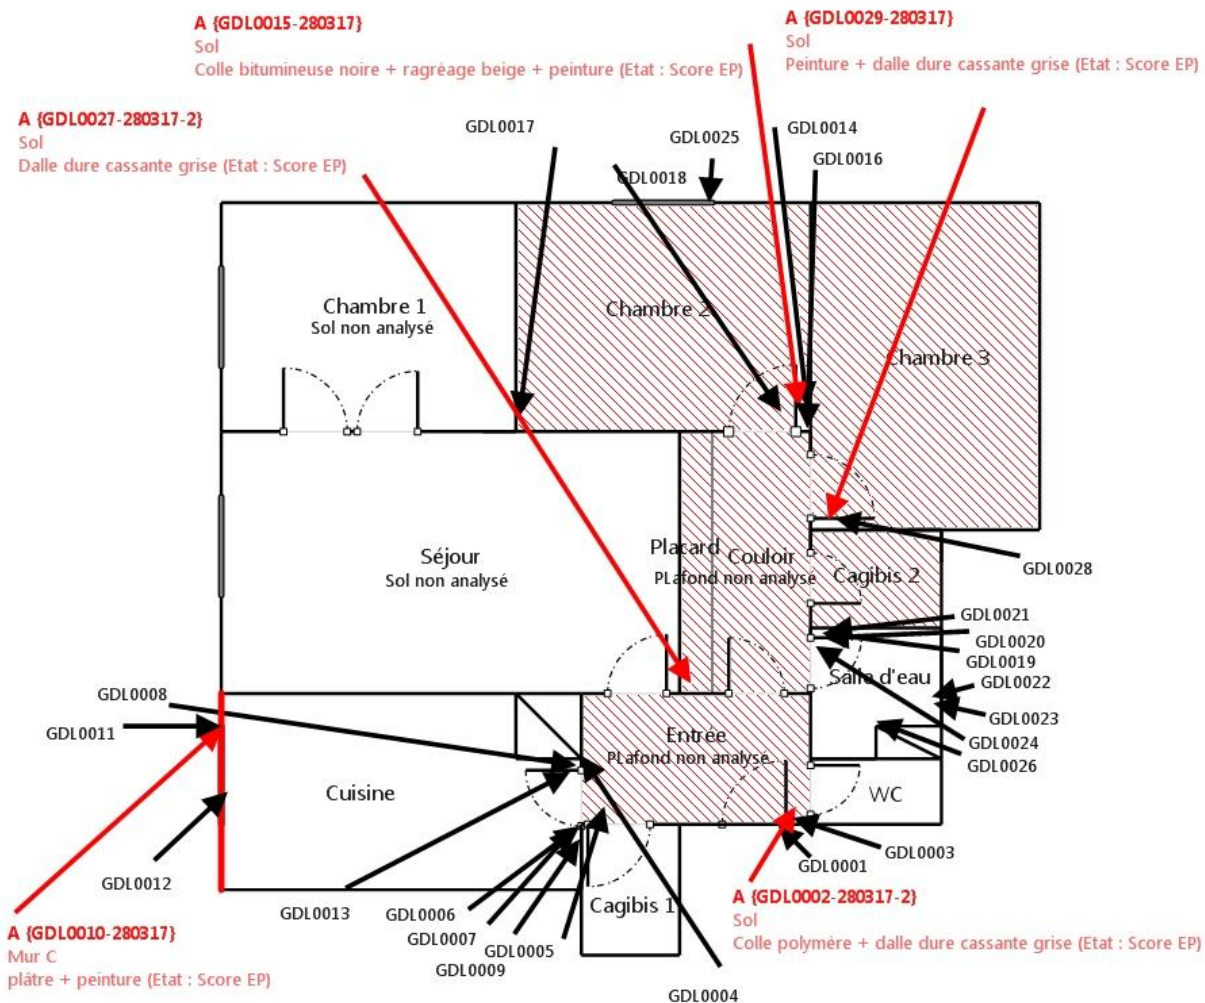 A {GDL0015-280317}
Sol
Colle bitumineuse noire + ragréage beige + peinture (Etat : Score EP)
A {GDL0029-280317}
Sol
Peinture + dalle dure cassante grise (Etat : Score EP)
A {GDL0027-280317-2}
Sol
Dalle dure cassante grise (Etat : Score EP)
GDL0017
GDL0025
GDL0014
GDL0016
GDL0018
Chambre 1
Sol non analysé
Chambre 2
Chambre 3
Séjour
Sol non analysé
Placard
Couloir
PLafond non analysé
Cagibis 2
GDL0028
GDL0021
GDL0020
GDL0019
Salle d'eau
GDL0022
GDL0023
GDL0024
GDL0026
GDL0008
GDL0011
Entrée
PLafond non analysé
Cuisine
WC
GDL0012
GDL0013
GDL0006
GDL0007
GDL0005
GDL0009
Cagibis 1
GDL0003
GDL0001
GDL0004
A {GDL0002-280317-2}
Sol
Colle polymère + dalle dure cassante grise (Etat : Score EP)
A {GDL0010-280317}
Mur C
plâtre + peinture (Etat : Score EP)